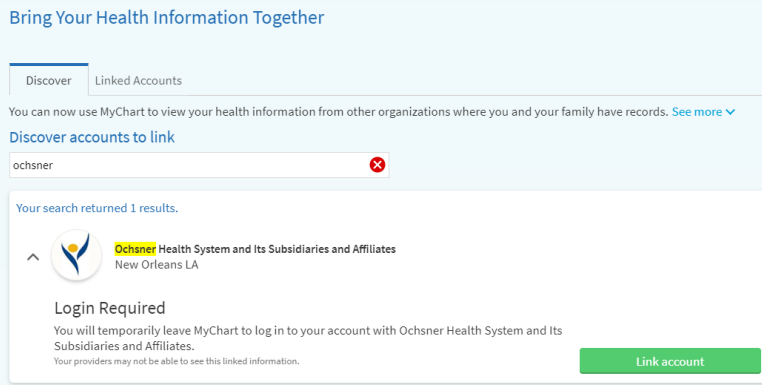 Bring Your Health Information Together
Discover
Linked Accounts
You can now use MyChart to view your health information from other organizations where you and your family have records. See more
Discover accounts to link
ochsner
Your search returned 1 results.
Ochsner Health System and Its Subsidiaries and Affiliates
New Orleans LA
Login Required
You will temporarily leave MyChart to log in to your account with Ochsner Health System and Its
Subsidiaries and Affiliates.
Your providers may not be able to see this linked information.
Link account